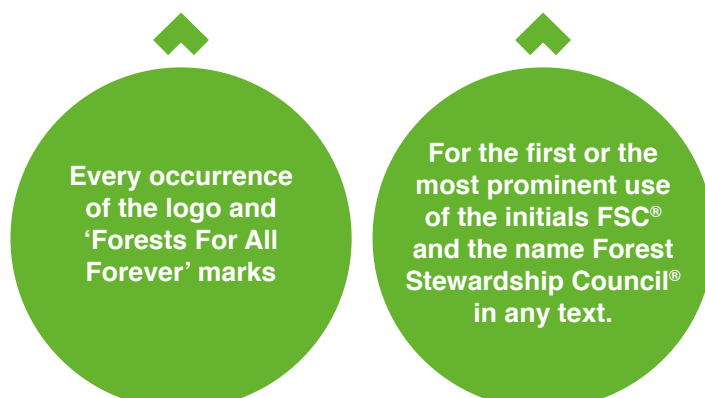 Every occurrence
of the logo and
‘Forests For All
Forever’ marks
For the first or the
most prominent use
of the initials FSC®
and the name Forest
Stewardship Council®
in any text.